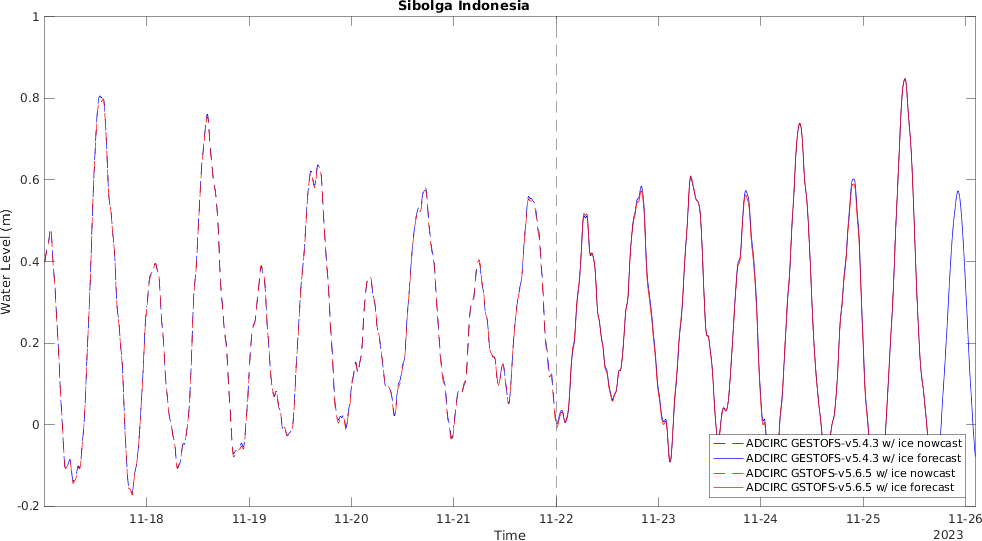 Sibolga Indonesia
1
0.8
0.6
0.4
0.2
0
-0.2
Water Level (m)
ADCIRC GESTOFS-v5.4.3 w/ ice nowcast
ADCIRC GESTOFS-v5.4.3 w/ ice forecast
ADCIRC GSTOFS-v5.6.5 w/ ice nowcast
ADCIRC GSTOFS-v5.6.5 w/ ice forecast
11-18 11-19 11-20 11-21 11-22 11-23 11-24 11-25 11-26
Time 2023